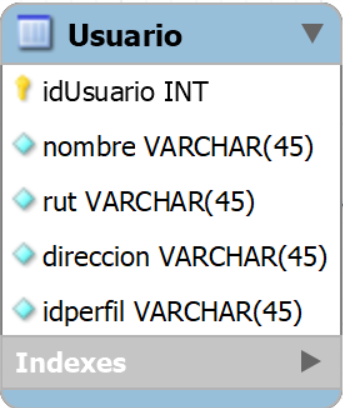 Usuario
idUsuario INT
nombre VARCHAR(45)
rut VARCHAR(45)
direccion VARCHAR(45)
idperfil VARCHAR(45)
Indexes